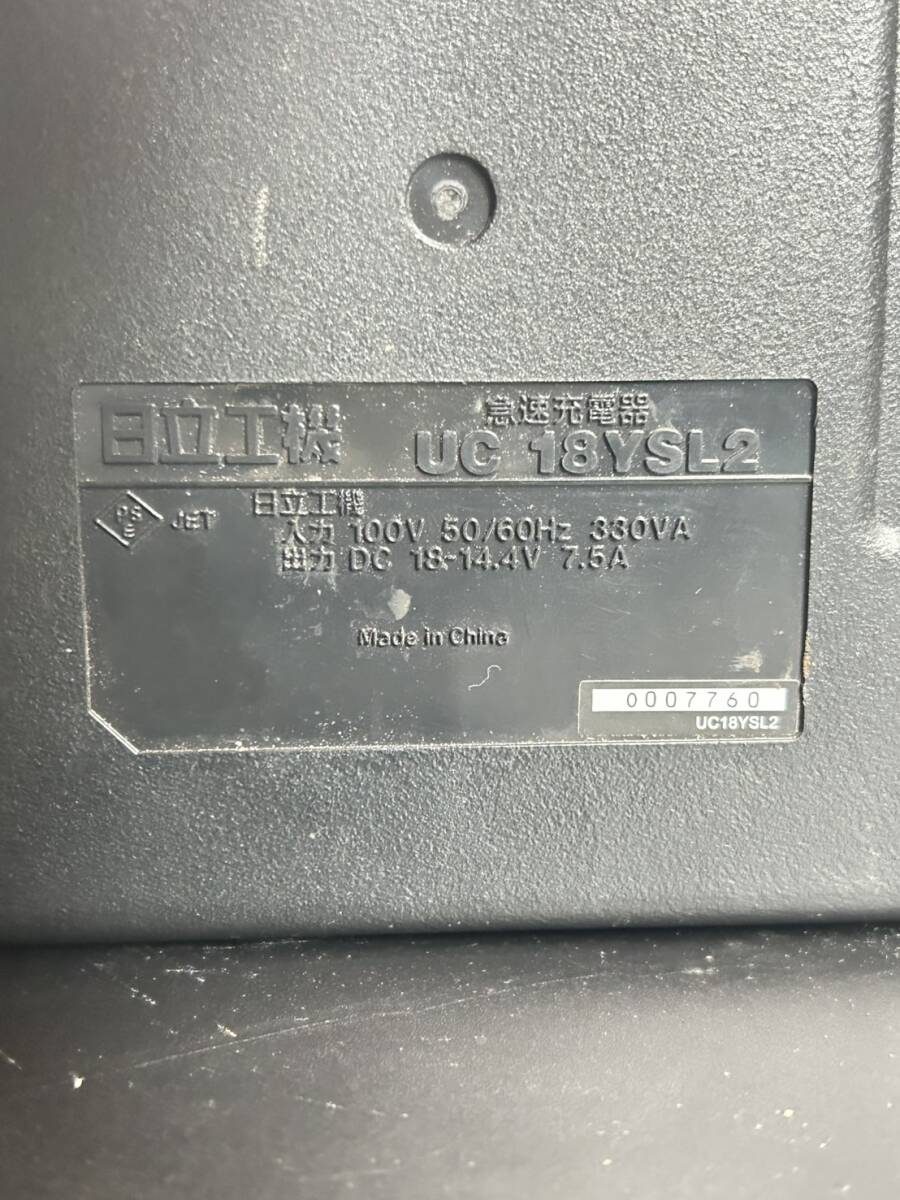 日立工機
急速充電器
UC 18YSL2
PS
E
JET
日立工機
入力 100V 50/60Hz 330VA
出力 DC 18-14.4V 7.5A
Made in China
0007760
UC18YSL2